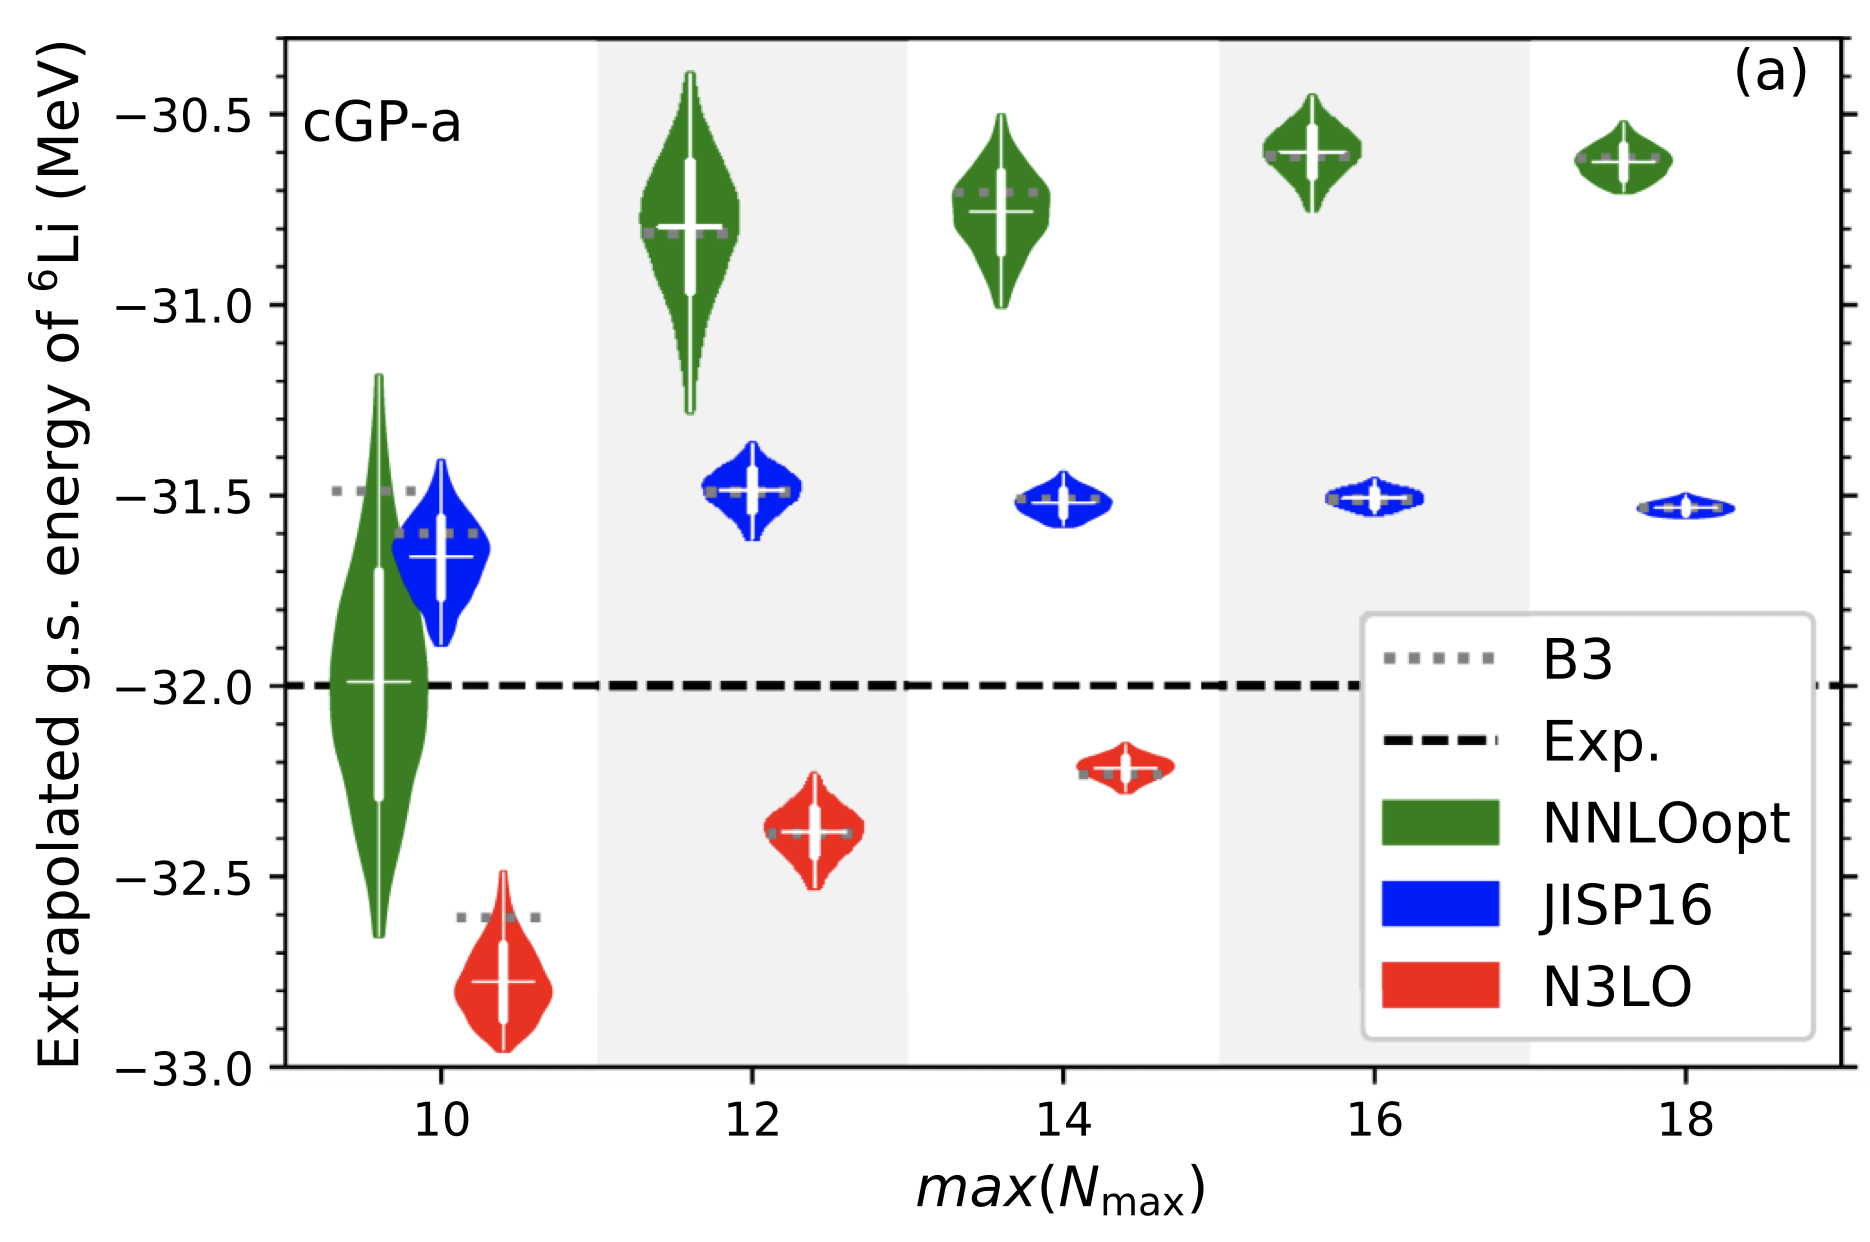 (a)
cGP-a
Extrapolated g.s. energy of ⁶Li (MeV)
−30.5
−31.0
−31.5
−32.0
−32.5
−33.0
B3
Exp.
NNLOopt
JISP16
N3LO
10 12 14 16 18
max(N_max)